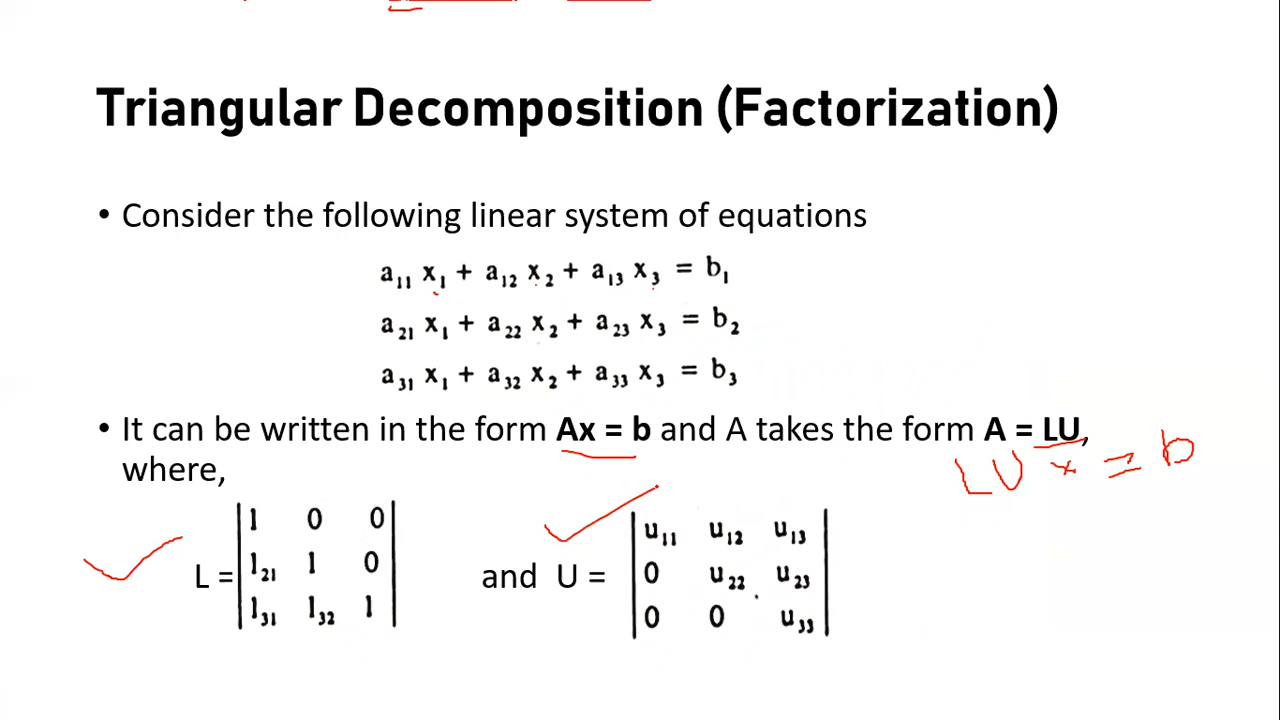 Triangular Decomposition (Factorization)
• Consider the following linear system of equations
a₁₁ x₁ + a₁₂ x₂ + a₁₃ x₃ = b₁
a₂₁ x₁ + a₂₂ x₂ + a₂₃ x₃ = b₂
a₃₁ x₁ + a₃₂ x₂ + a₃₃ x₃ = b₃
• It can be written in the form Ax = b and A takes the form A = LU,
where,
LU x = b
L = |1 0 0| and U = |u₁₁ u₁₂ u₁₃|
|l₂₁ 1 0| |0 u₂₂ u₂₃|
|l₃₁ l₃₂ 1| |0 0 u₃₃|